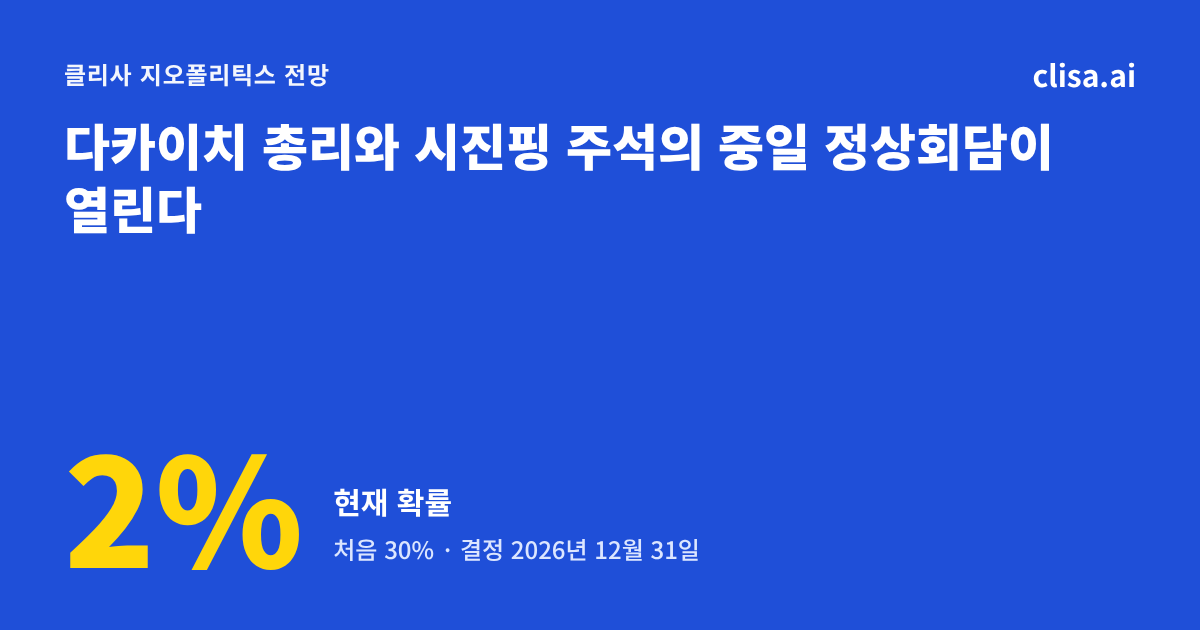 클리사 지오폴리틱스 전망
clisa.ai
다카이치 총리와 시진핑 주석의 중일 정상회담이
열린다
2%
현재 확률
처음 30% · 결정 2026년 12월 31일